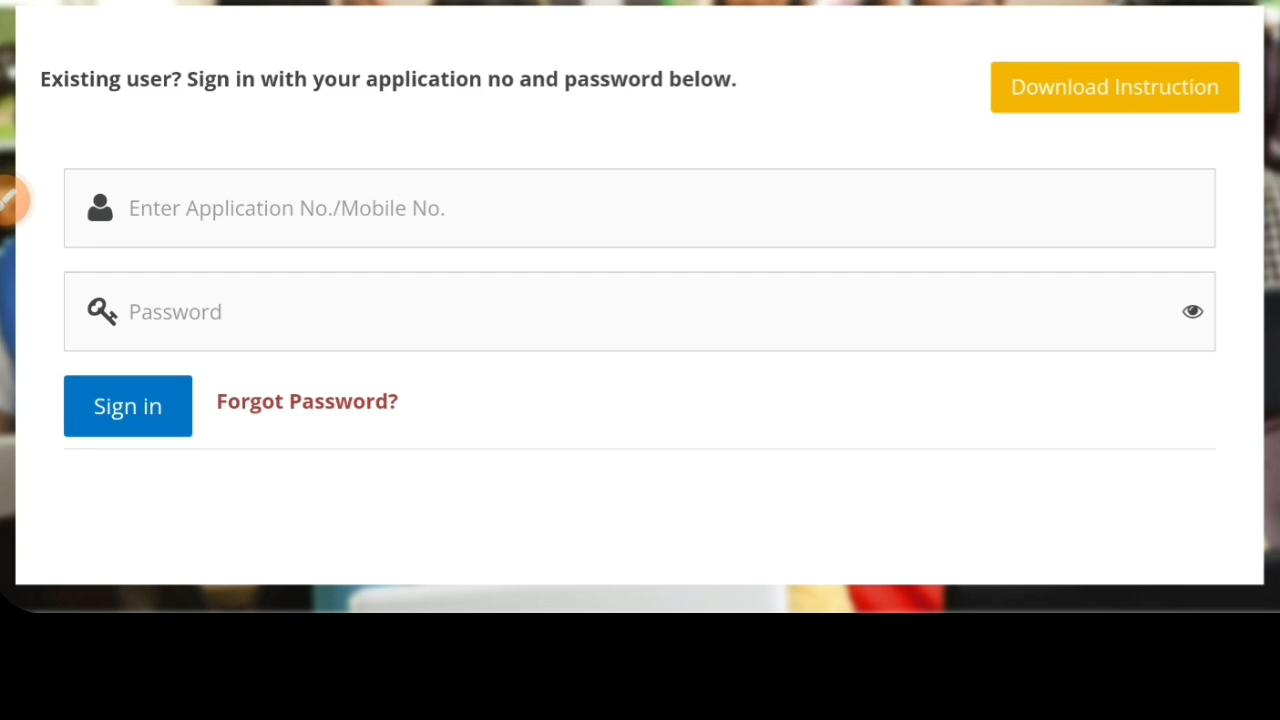 Existing user? Sign in with your application no and password below.
Download Instruction
Enter Application No./Mobile No.
Password
Sign in
Forgot Password?